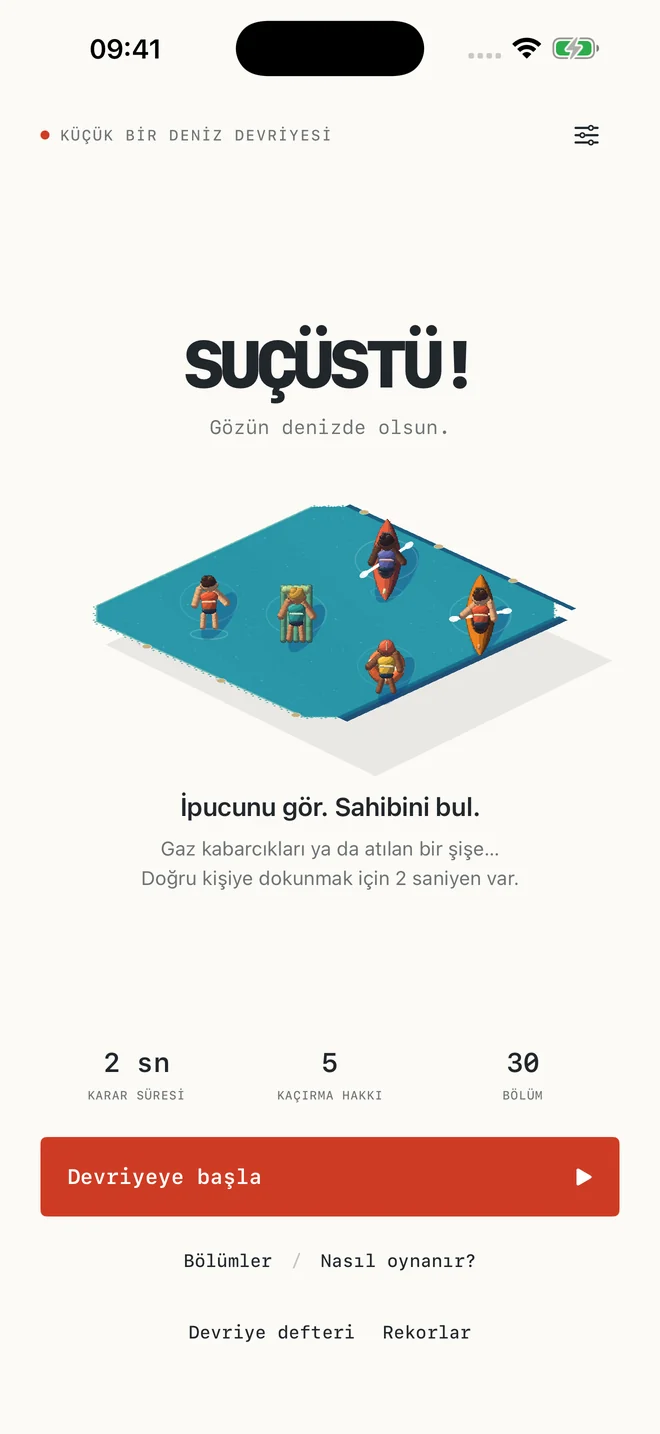 09:41
KÜÇÜK BİR DENİZ DEVRİYESİ
SUÇÜSTÜ!
Gözün denizde olsun.
İpucunu gör. Sahibini bul.
Gaz kabarcıkları ya da atılan bir şişe...
Doğru kişiye dokunmak için 2 saniyen var.
2 sn 5 30
KARAR SÜRESİ KAÇIRMA HAKKI BÖLÜM
Devriyeye başla
Bölümler / Nasıl oynanır?
Devriye defteri Rekorlar